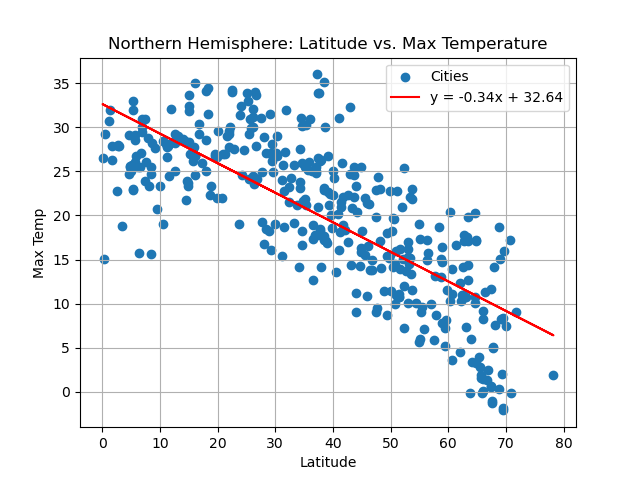 Northern Hemisphere: Latitude vs. Max Temperature
Cities
y = -0.34x + 32.64
35
30
25
20
15
10
5
0
Max Temp
0 10 20 30 40 50 60 70 80
Latitude